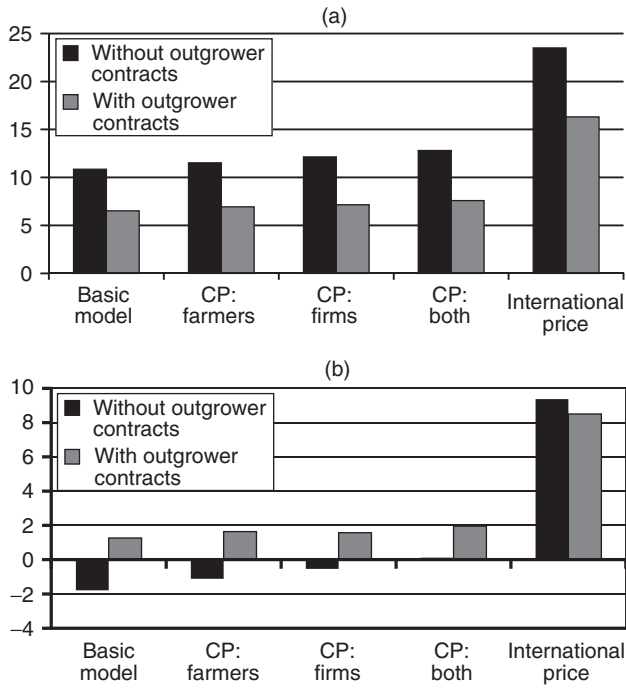 (a)
25
20
15
10
5
0
Without outgrower
contracts
With outgrower
contracts
Basic
model
CP:
farmers
CP:
firms
CP:
both
International
price
(b)
10
8
6
4
2
0
−2
−4
Without outgrower
contracts
With outgrower
contracts
Basic
model
CP:
farmers
CP:
firms
CP:
both
International
price